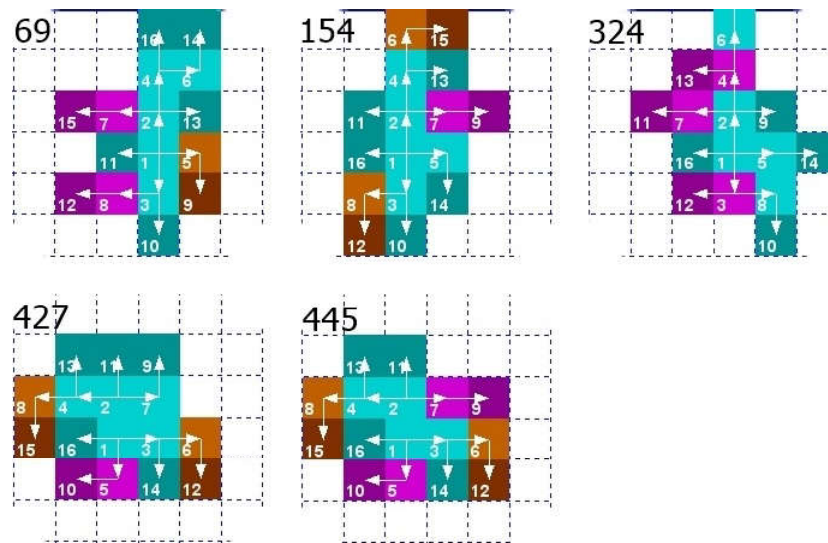 69 154 324
16 14 6 15 6
4 6 4 13 13 4
15 7 2 13 11 2 7 9 11 7 2 9
11 1 5 16 1 5 16 1 5 14
12 8 3 9 8 3 14 12 3 8
10 12 10 10
427 445
13 11 9 13 11
8 4 2 7 8 4 2 7 9
15 16 1 3 6 15 16 1 3 6
10 5 14 12 10 5 14 12